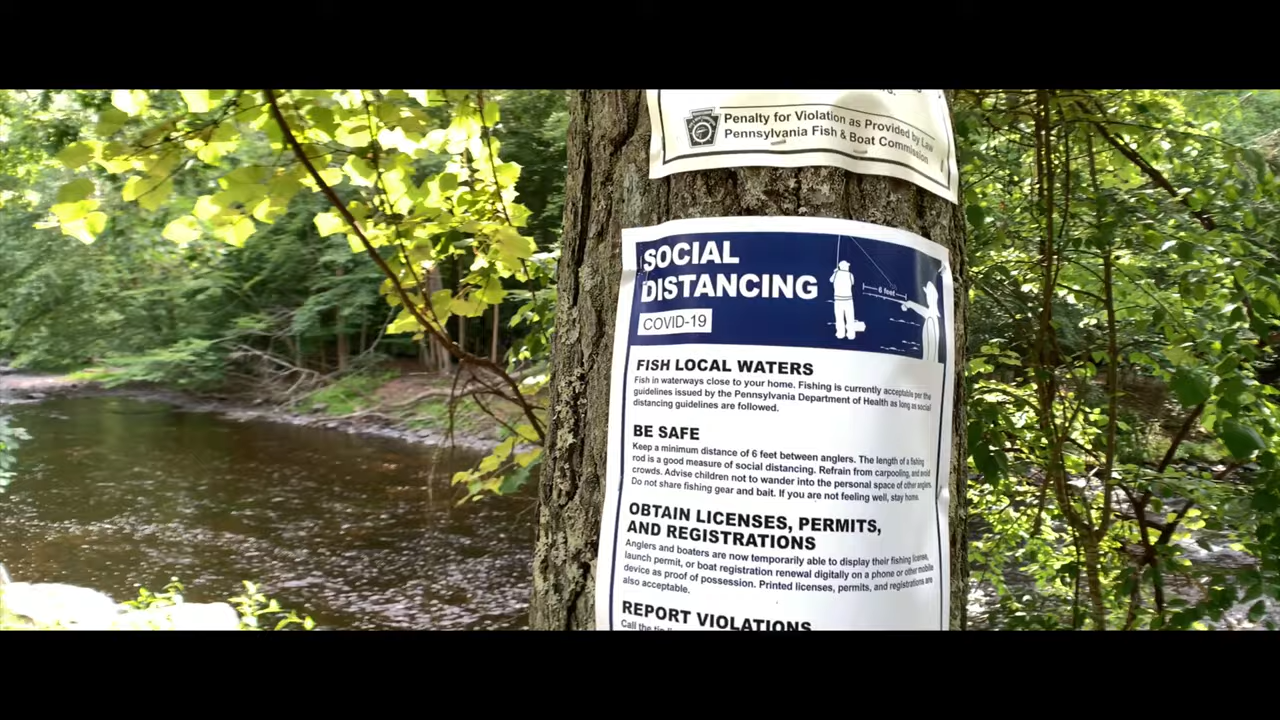 Penalty for Violation as Provided by Law
Pennsylvania Fish & Boat Commission
SOCIAL
DISTANCING
COVID-19
6 feet
FISH LOCAL WATERS
Fish in waterways close to your home. Fishing is currently acceptable per the
guidelines issued by the Pennsylvania Department of Health as long as social
distancing guidelines are followed.
BE SAFE
Keep a minimum distance of 6 feet between anglers. The length of a fishing
rod is a good measure of social distancing. Refrain from carpooling, and avoid
crowds. Advise children not to wander into the personal space of other anglers.
Do not share fishing gear and bait. If you are not feeling well, stay home.
OBTAIN LICENSES, PERMITS,
AND REGISTRATIONS
Anglers and boaters are now temporarily able to display their fishing license,
launch permit, or boat registration renewal digitally on a phone or other mobile
device as proof of possession. Printed licenses, permits, and registrations are
also acceptable.
REPORT VIOLATIONS
Call the